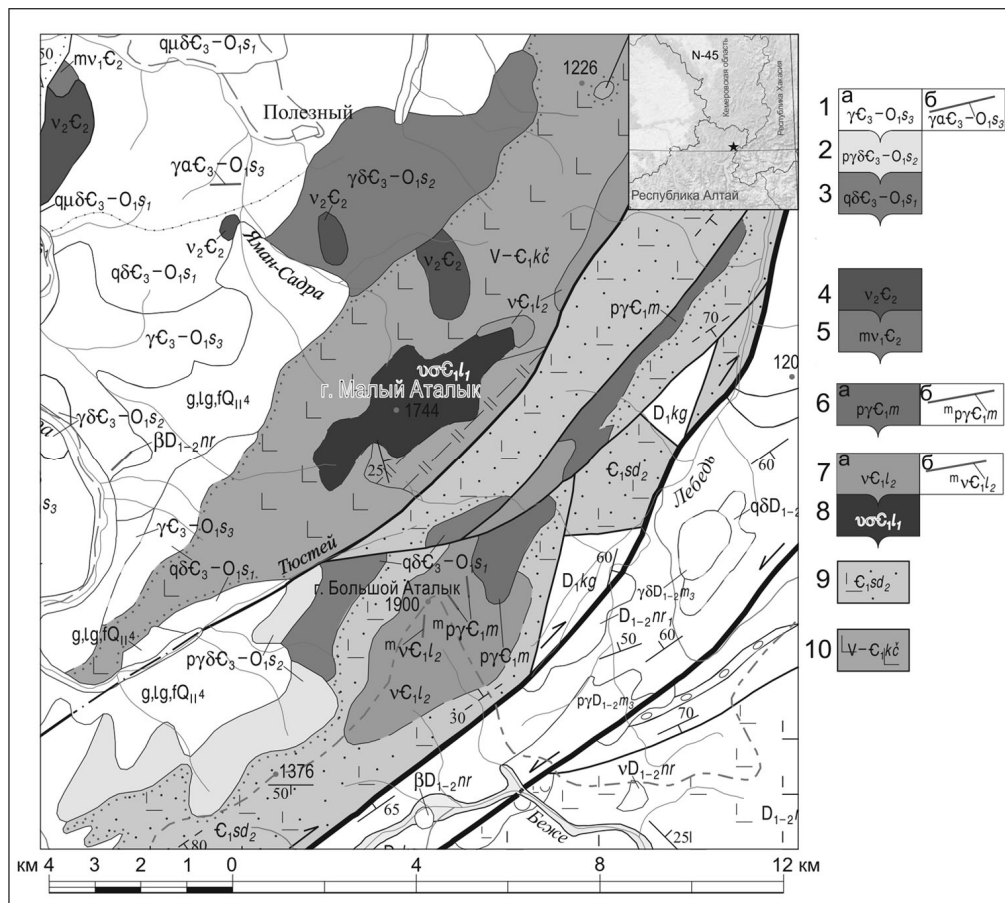 50
mν₁Є₂
ν₂Є₂
qμδЄ₃–O₁s₁
Полезный
γαЄ₃–O₁s₃
qμδЄ₃–O₁s₁
ν₂Є₂
Яман-Садра
γδЄ₃–O₁s₂
ν₂Є₂
ν₂Є₂
1226
N-45
Кемеровская область
Республика Хакасия
Республика Алтай
V–Є₁kč
νЄ₁l₂
qδЄ₃–O₁s₁
γЄ₃–O₁s₃
g,lg,fQ_II⁴
γδЄ₃–O₁s₂
βD₁₋₂nr
s₃
υσЄ₁l₁
г. Малый Аталык
1744
25
pγЄ₁m
70
120
D₁kg
Є₁sd₂
60
Лебедь
qδD₁₋₂
γЄ₃–O₁s₃
qδЄ₃–O₁s₁
Тюстей
g,lg,fQ_II⁴
qδЄ₃–O₁s₁
г. Большой Аталык
1900
ᵐpγЄ₁m
ᵐνЄ₁l₂
pγЄ₁m
νЄ₁l₂
D₁kg
60
γδD₁₋₂m₃
D₁₋₂nr₁
50
60
pγδЄ₃–O₁s₂
g,lg,fQ_II⁴
30
pγD₁₋₂m₃
70
1376
50
65
βD₁₋₂nr
νD₁₋₂nr
Беже
Є₁sd₂
80
25
км 4 3 2 1 0 4 8 12 км
1
а
γЄ₃–O₁s₃
б
γαЄ₃–O₁s₃
2
pγδЄ₃–O₁s₂
3
qδЄ₃–O₁s₁
4
ν₂Є₂
5
mν₁Є₂
6
а
pγЄ₁m
б
ᵐpγЄ₁m
7
а
νЄ₁l₂
б
ᵐνЄ₁l₂
8
υσЄ₁l₁
9
Є₁sd₂
10
V–Є₁kč